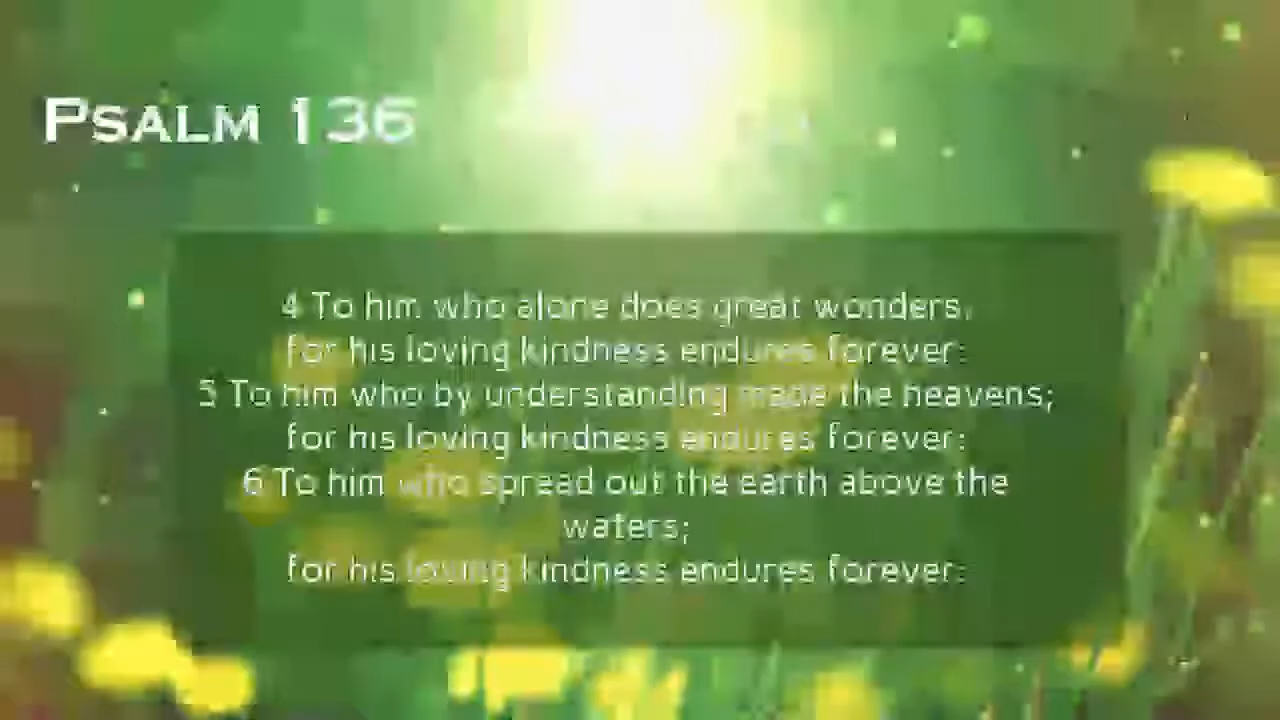 PSALM 136
4 To him who alone does great wonders,
for his loving kindness endures forever:
5 To him who by understanding made the heavens;
for his loving kindness endures forever:
6 To him who spread out the earth above the
waters;
for his loving kindness endures forever: